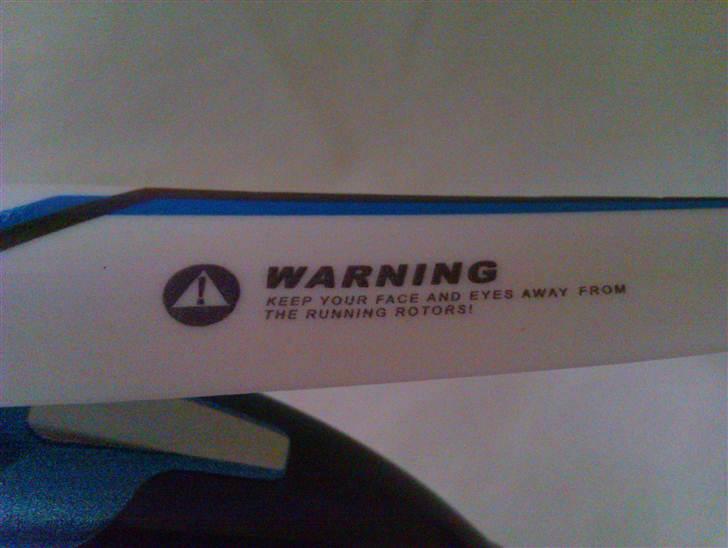 WARNING
KEEP YOUR FACE AND EYES AWAY FROM
THE RUNNING ROTORS!